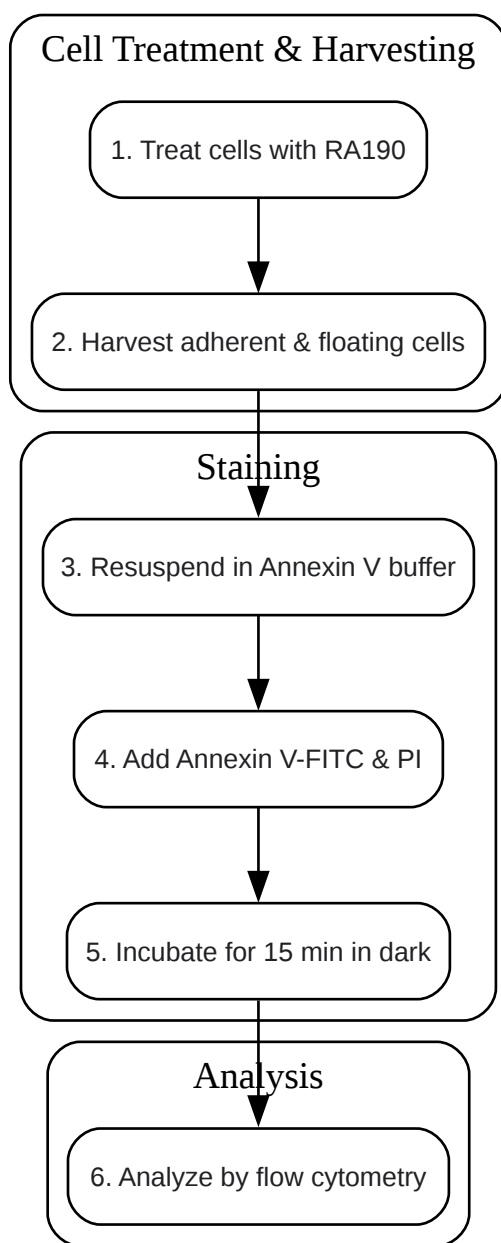 Cell Treatment & Harvesting
1. Treat cells with RA190
2. Harvest adherent & floating cells
Staining
3. Resuspend in Annexin V buffer
4. Add Annexin V-FITC & PI
5. Incubate for 15 min in dark
Analysis
6. Analyze by flow cytometry